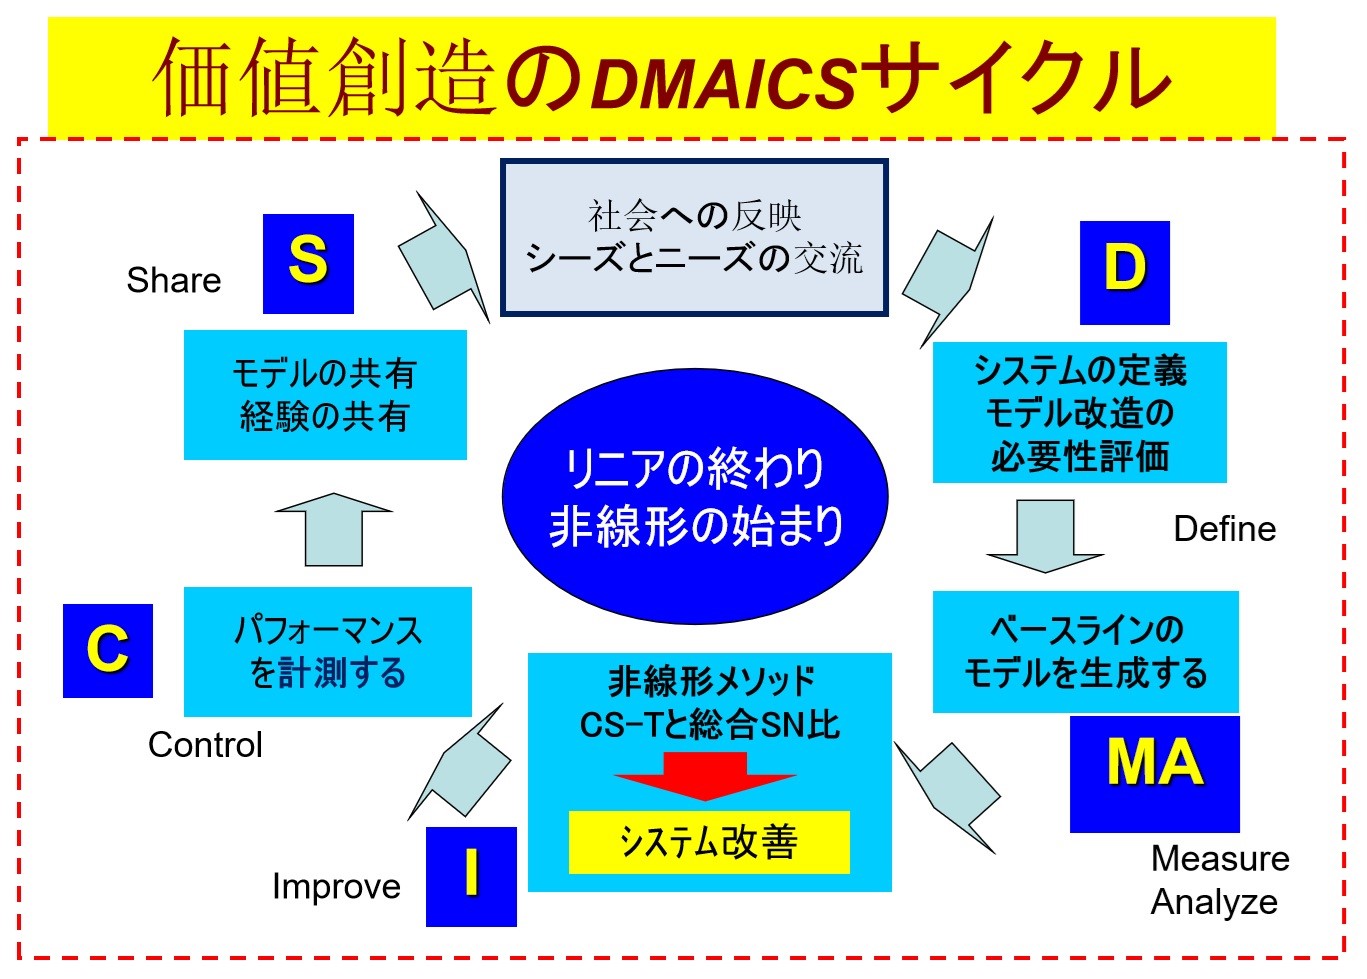 価値創造のDMAICSサイクル
社会への反映
シーズとニーズの交流
S
Share
モデルの共有
経験の共有
D
システムの定義
モデル改造の
必要性評価
Define
リニアの終わり
非線形の始まり
ベースラインの
モデルを生成する
MA
Measure
Analyze
非線形メソッド
CS-Tと総合SN比
システム改善
I
Improve
C
パフォーマンス
を計測する
Control